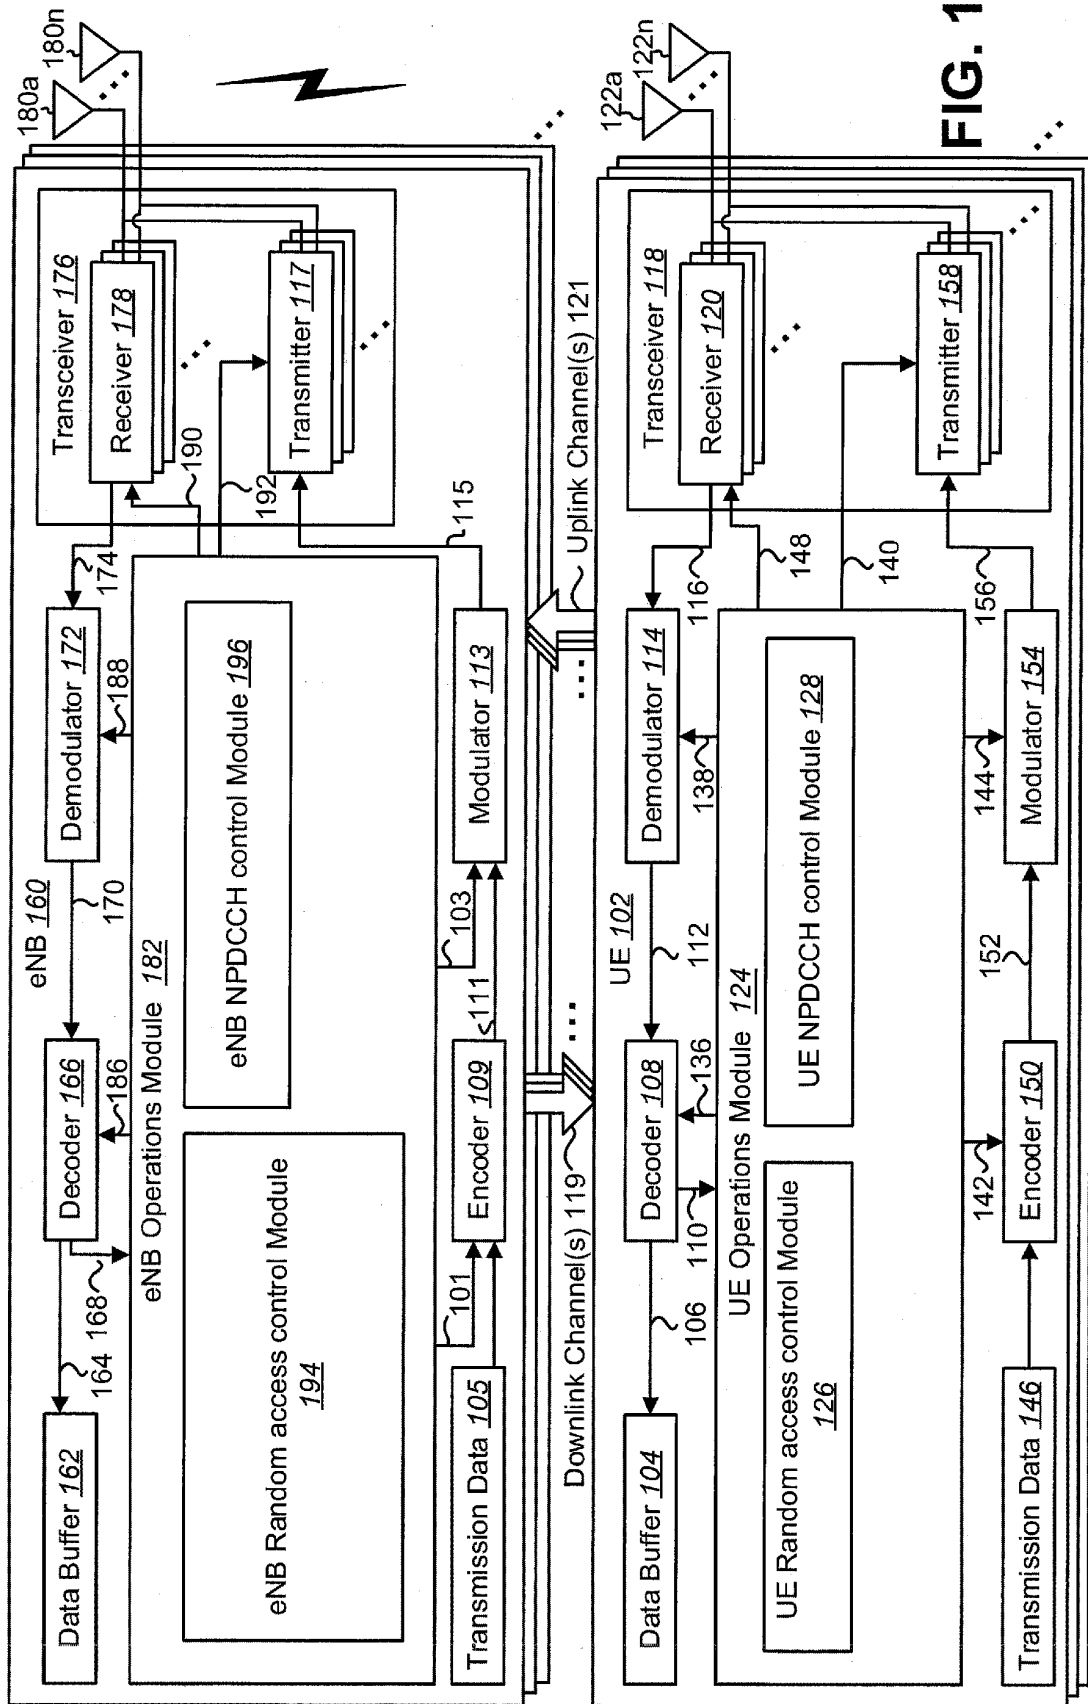 180a
180n
eNB 160
Data Buffer 162
164
168
Decoder 166
170
Demodulator 172
174
Transceiver 176
Receiver 178
186
188
190
eNB Operations Module 182
eNB Random access control Module
194
eNB NPDCCH control Module 196
192
Transmitter 117
101
103
115
Transmission Data 105
Encoder 109
111
Modulator 113
Downlink Channel(s) 119
Uplink Channel(s) 121
122a
122n
UE 102
Data Buffer 104
106
Decoder 108
110
112
Demodulator 114
116
Transceiver 118
Receiver 120
136
138
148
UE Operations Module 124
UE Random access control Module
126
UE NPDCCH control Module 128
140
Transmitter 158
142
144
156
Transmission Data 146
Encoder 150
152
Modulator 154
FIG. 1